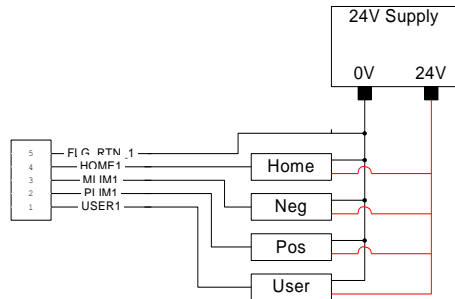 24V Supply
0V 24V
5 FLG_RTN_1
4 HOME1
3 MLIM1
2 PLIM1
1 USER1
Home
Neg
Pos
User